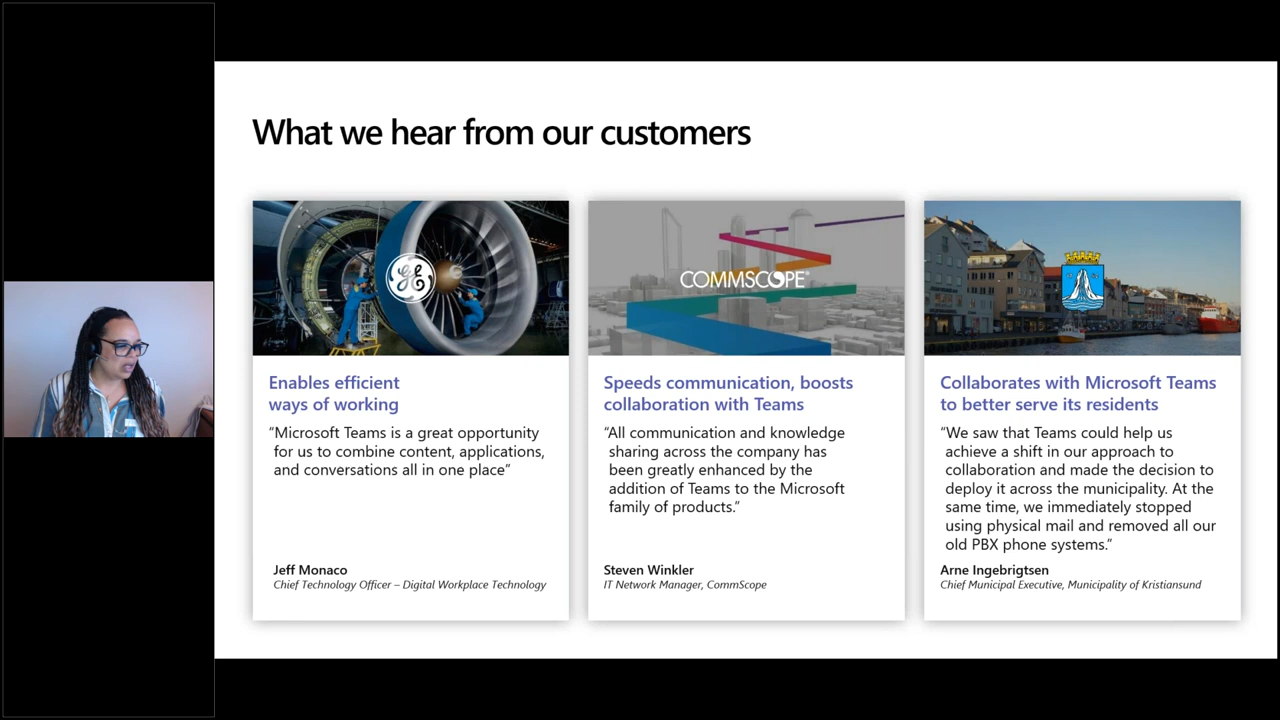 What we hear from our customers
GE
COMMSCOPE®
Enables efficient
ways of working
“Microsoft Teams is a great opportunity
for us to combine content, applications,
and conversations all in one place”
Jeff Monaco
Chief Technology Officer – Digital Workplace Technology
Speeds communication, boosts
collaboration with Teams
“All communication and knowledge
sharing across the company has
been greatly enhanced by the
addition of Teams to the Microsoft
family of products.”
Steven Winkler
IT Network Manager, CommScope
Collaborates with Microsoft Teams
to better serve its residents
“We saw that Teams could help us
achieve a shift in our approach to
collaboration and made the decision to
deploy it across the municipality. At the
same time, we immediately stopped
using physical mail and removed all our
old PBX phone systems.”
Arne Ingebrigtsen
Chief Municipal Executive, Municipality of Kristiansund